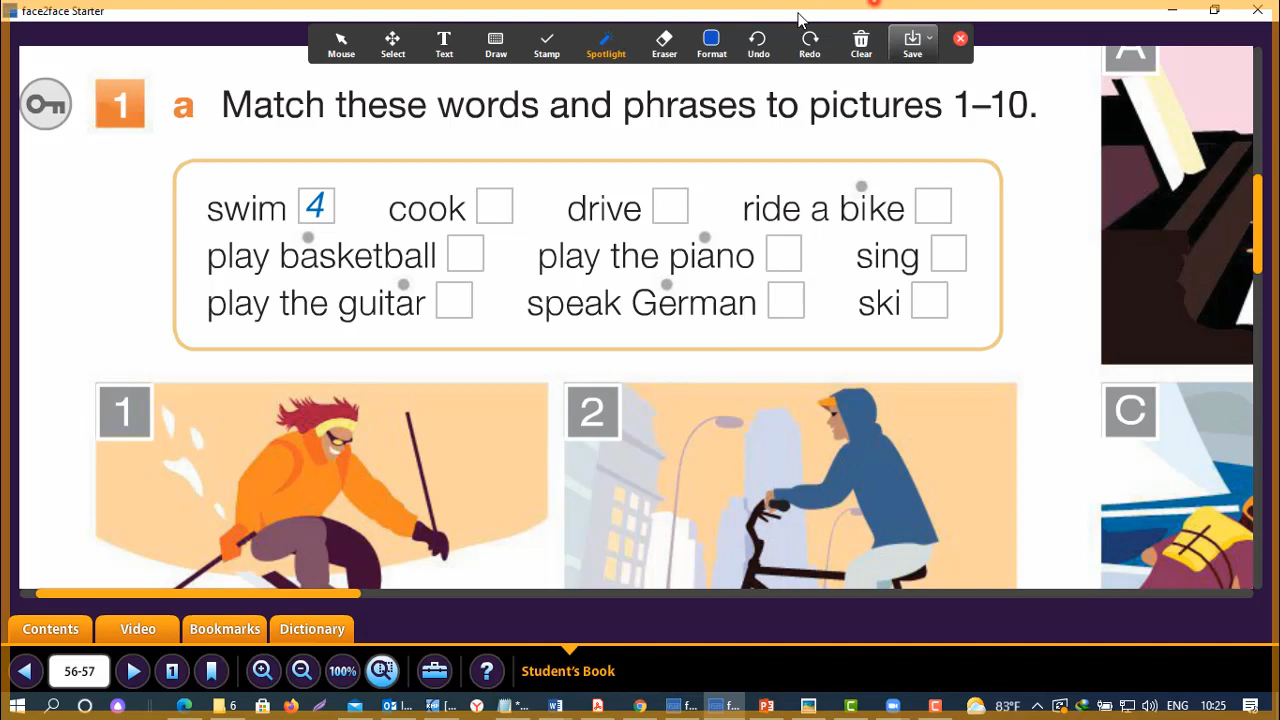 face2face Starter
Mouse Select Text Draw Stamp Spotlight Eraser Format Undo Redo Clear Save
1 a Match these words and phrases to pictures 1–10.
swim 4 cook drive ride a bike
play basketball play the piano sing
play the guitar speak German ski
A
1
2
C
Contents Video Bookmarks Dictionary
56-57 1 100% ? Student's Book
6 I... [... *... f... f... 83°F ENG 10:25